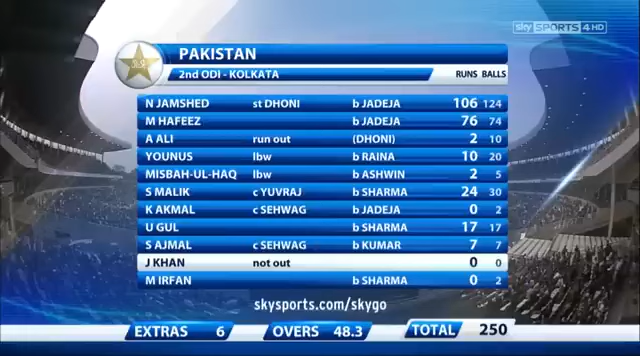 sky SPORTS 4 HD
PAKISTAN
2nd ODI - KOLKATA RUNS BALLS
N JAMSHED st DHONI b JADEJA 106 124
M HAFEEZ b JADEJA 76 74
A ALI run out (DHONI) 2 10
YOUNUS lbw b RAINA 10 20
MISBAH-UL-HAQ lbw b ASHWIN 2 5
S MALIK c YUVRAJ b SHARMA 24 30
K AKMAL c SEHWAG b JADEJA 0 2
U GUL b SHARMA 17 17
S AJMAL c SEHWAG b KUMAR 7 7
J KHAN not out 0 0
M IRFAN b SHARMA 0 2
skysports.com/skygo
EXTRAS 6 OVERS 48.3 TOTAL 250